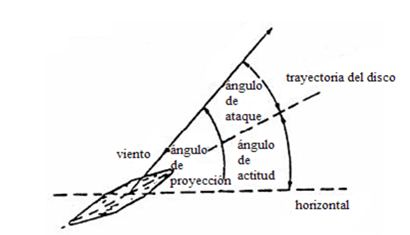 ángulo
de
ataque
trayectoria del disco
viento
ángulo
de
proyección
ángulo
de
actitud
horizontal